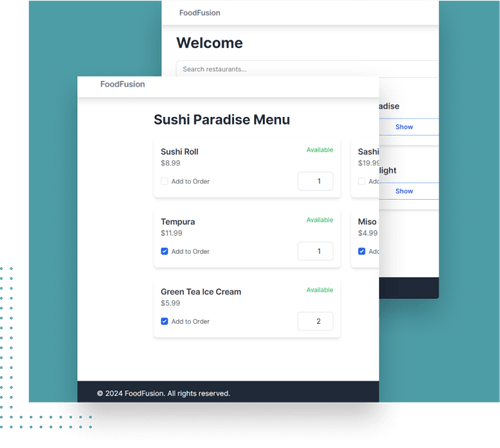 FoodFusion
Welcome
Search restaurants...
adise
Show
light
Show
FoodFusion
Sushi Paradise Menu
Sushi Roll
Available
$8.99
Add to Order
1
Sashi
$19.99
Add
Tempura
Available
$11.99
Add to Order
1
Miso
$4.99
Add
Green Tea Ice Cream
Available
$5.99
Add to Order
2
© 2024 FoodFusion. All rights reserved.